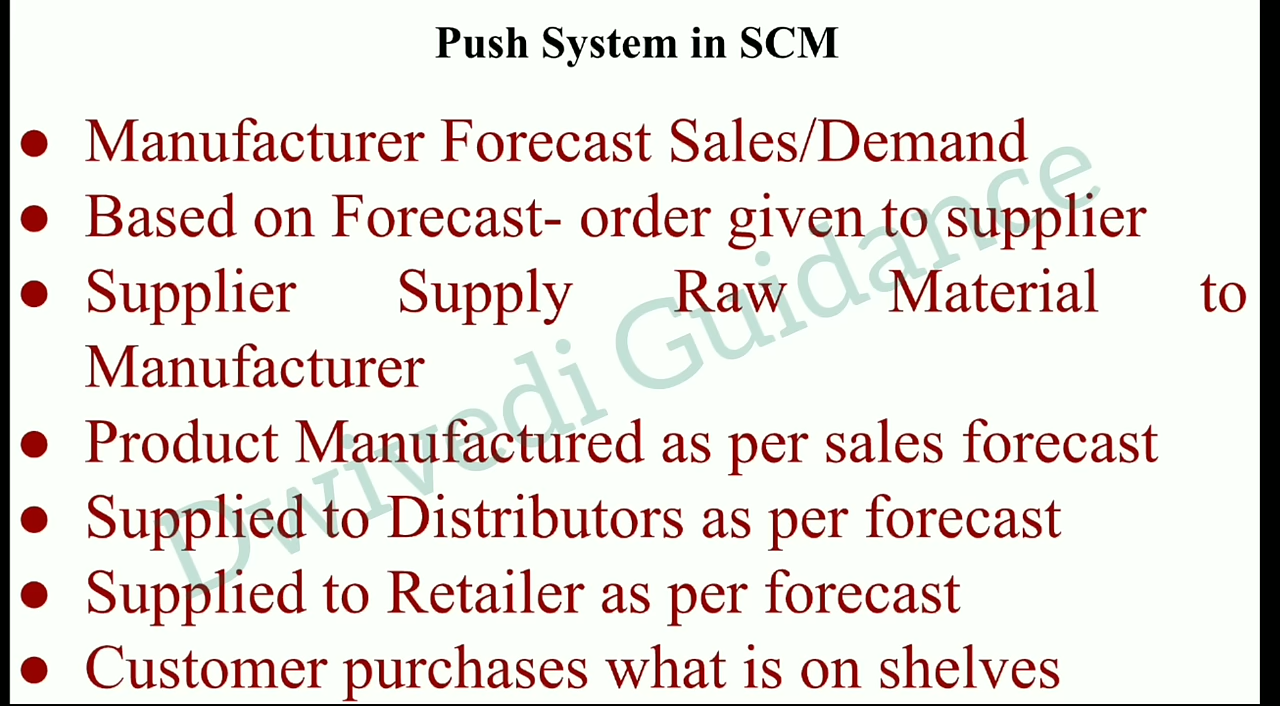 Push System in SCM
● Manufacturer Forecast Sales/Demand
● Based on Forecast- order given to supplier
● Supplier Supply Raw Material to
Manufacturer
● Product Manufactured as per sales forecast
● Supplied to Distributors as per forecast
● Supplied to Retailer as per forecast
● Customer purchases what is on shelves
Dwivedi Guidance